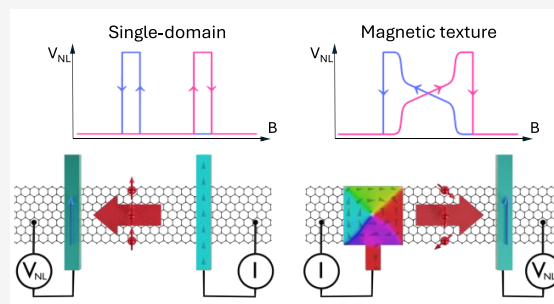 Single-domain
Magnetic texture
V_NL
B
V_NL
B
V_NL
I
I
V_NL